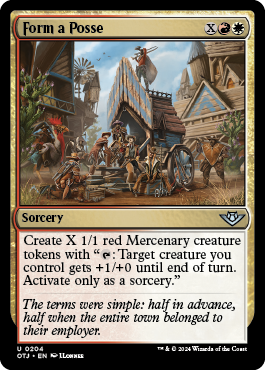 Form a Posse X
Sorcery
Create X 1/1 red Mercenary creature
tokens with “: Target creature you
control gets +1/+0 until end of turn.
Activate only as a sorcery.”
The terms were simple: half in advance,
half when the entire town belonged to
their employer.
U 0204
OTJ • EN LIONNES ™ & © 2024 Wizards of the Coast